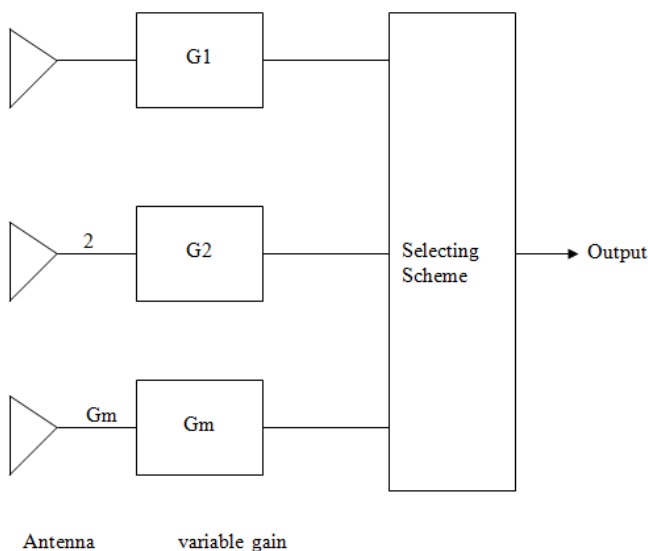 G1
2
G2
Selecting
Scheme
Output
Gm
Gm
Antenna
variable gain